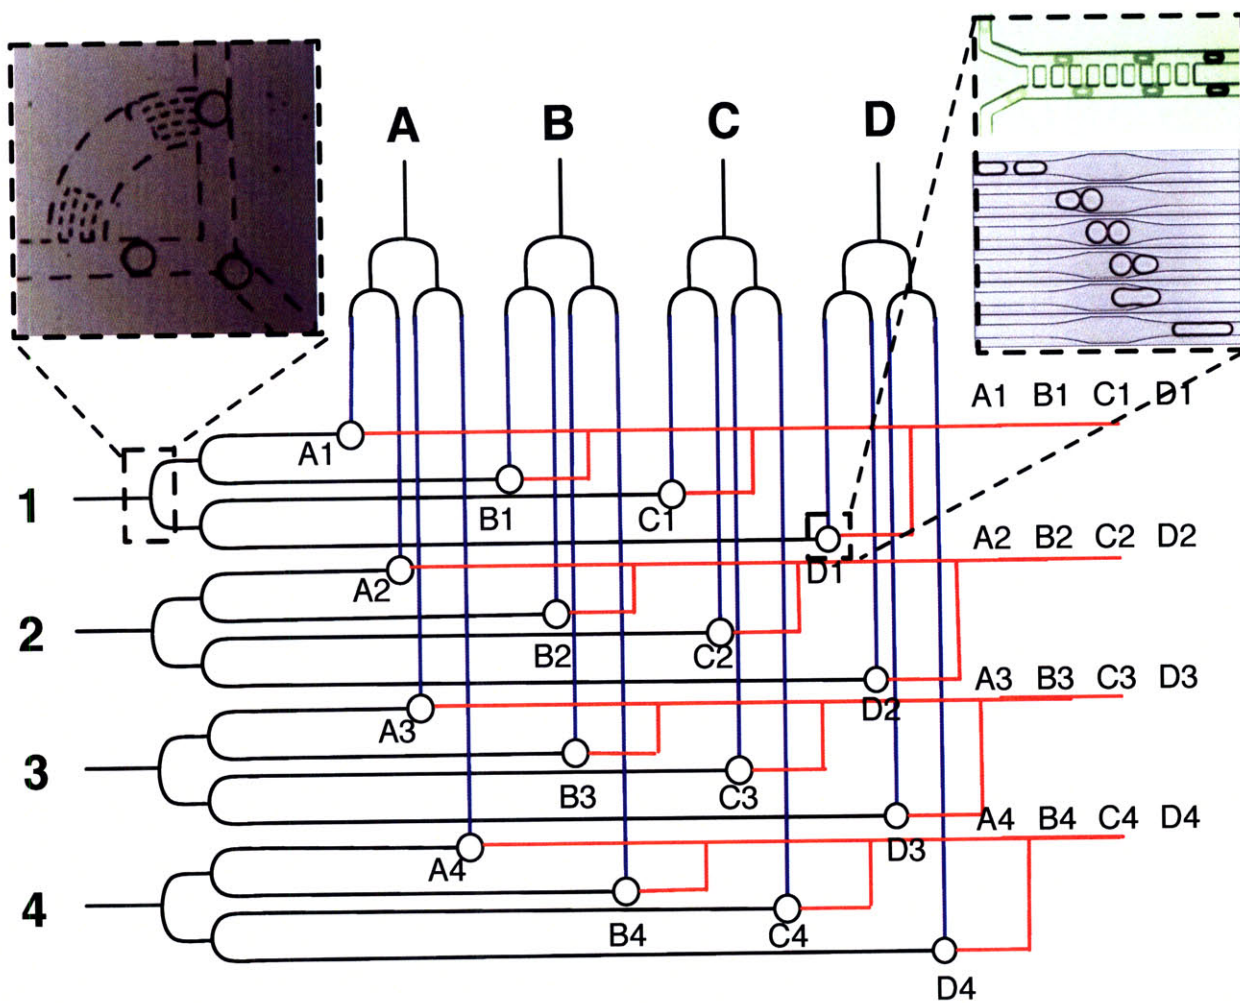 A B C D
A1 B1 C1 D1
A1
1
B1 C1
D1
A2 B2 C2 D2
A2
2
B2 C2
D2
A3 B3 C3 D3
A3
3
B3 C3
D3
A4 B4 C4 D4
A4
4
B4 C4
D4